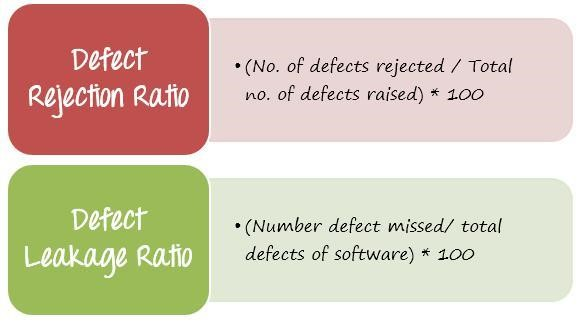 Defect
Rejection Ratio
• (No. of defects rejected / Total
no. of defects raised) * 100
Defect
Leakage Ratio
• (Number defect missed/ total
defects of software) * 100